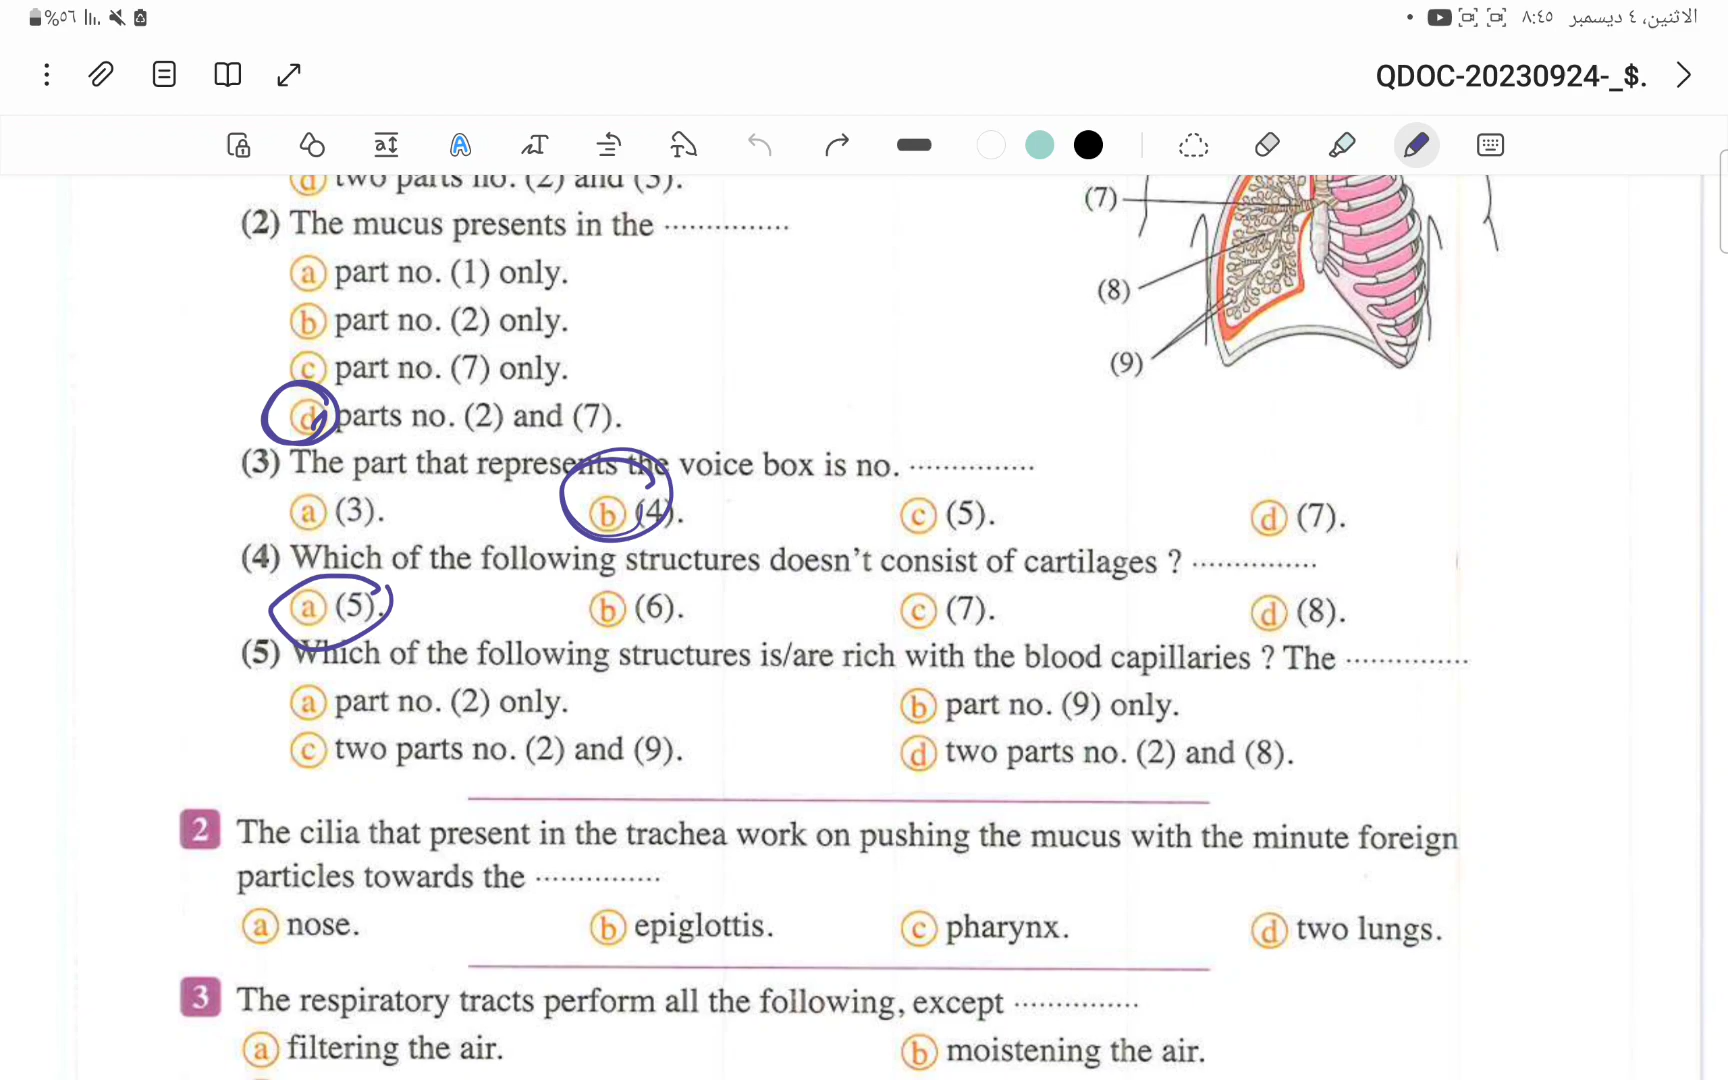 %٥٦
٨:٤٥ الاثنين، ٤ ديسمبر
QDOC-20230924-_$.
a
A
T
T
d two parts no. (2) and (3).
(7)
(2) The mucus presents in the ...............
a part no. (1) only.
b part no. (2) only.
(8)
c part no. (7) only.
(9)
d parts no. (2) and (7).
(3) The part that represents the voice box is no. ...............
a (3). b (4). c (5). d (7).
(4) Which of the following structures doesn't consist of cartilages ? ...............
a (5). b (6). c (7). d (8).
(5) Which of the following structures is/are rich with the blood capillaries ? The ...............
a part no. (2) only. b part no. (9) only.
c two parts no. (2) and (9). d two parts no. (2) and (8).
2 The cilia that present in the trachea work on pushing the mucus with the minute foreign
particles towards the ...............
a nose. b epiglottis. c pharynx. d two lungs.
3 The respiratory tracts perform all the following, except ...............
a filtering the air. b moistening the air.